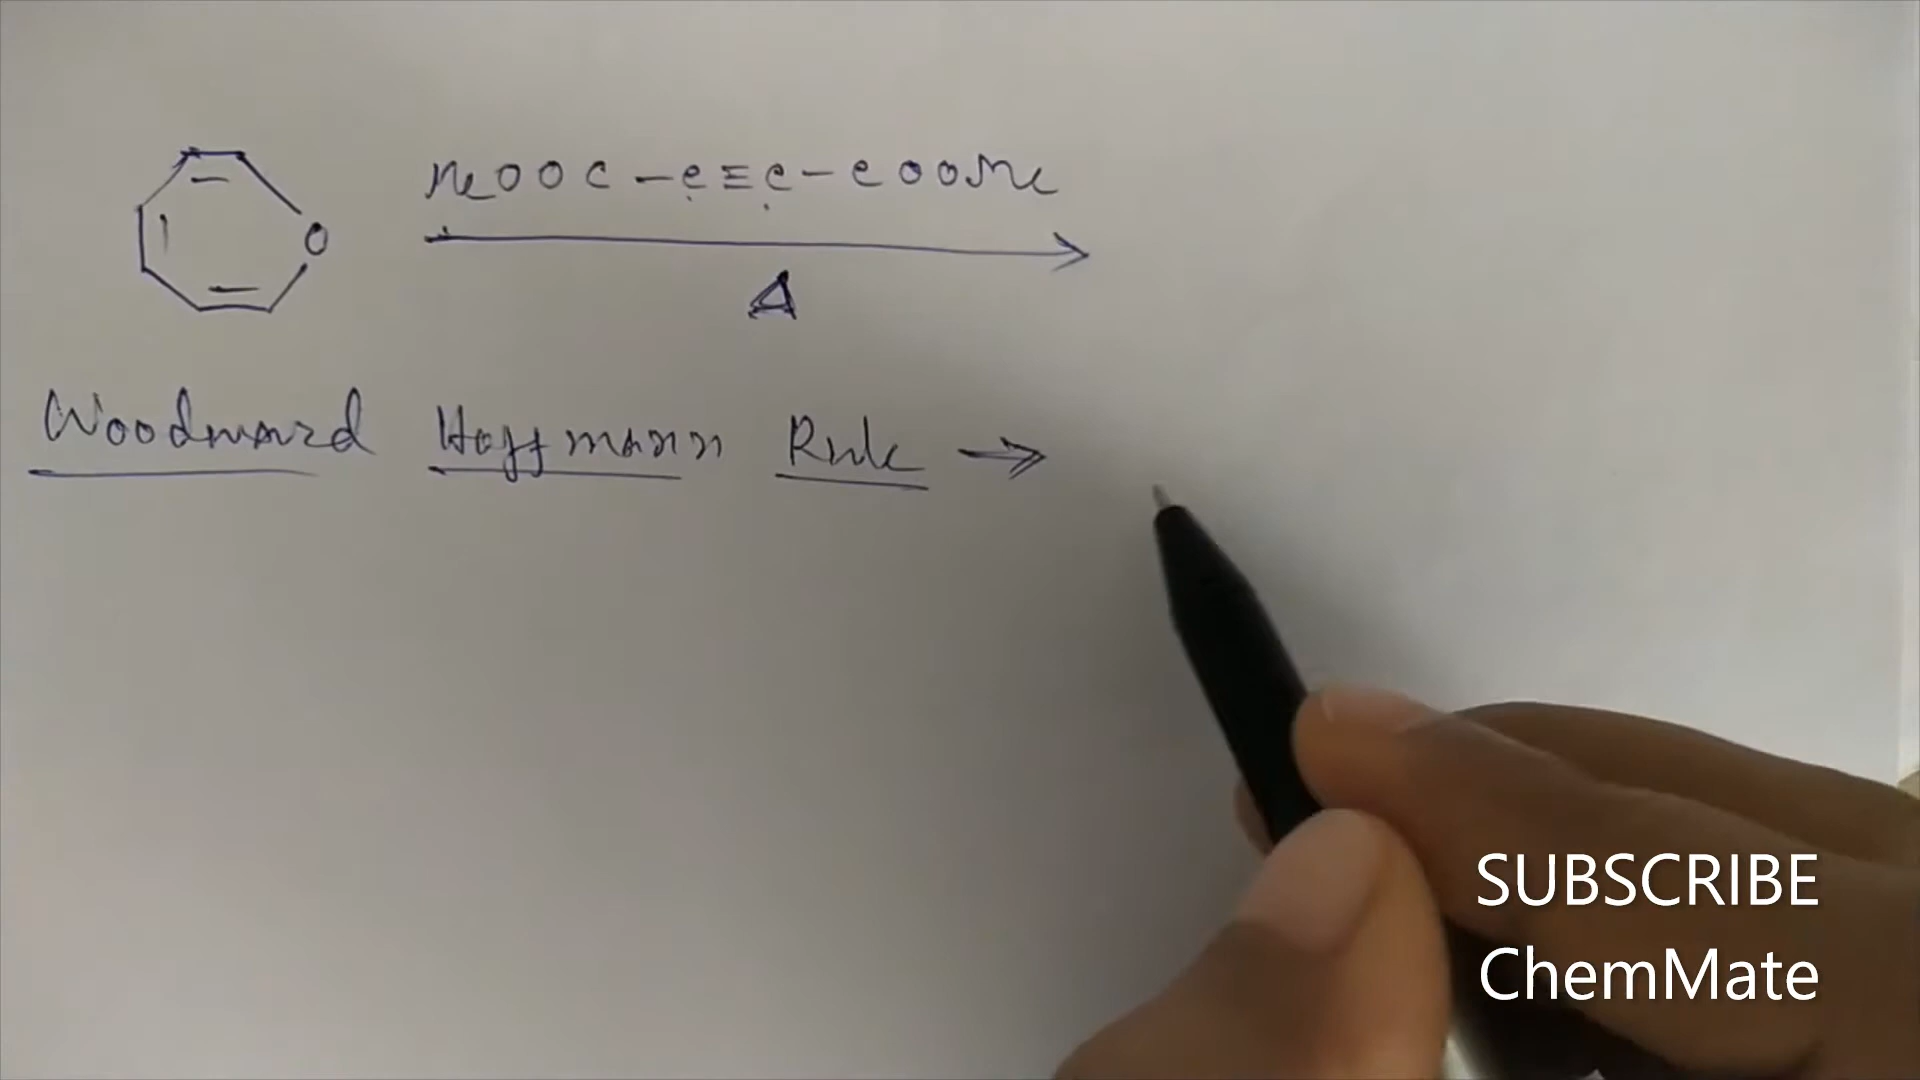 MeOOC-C≡C-COOMe
O
Δ
Woodward Hoffmann Rule →
SUBSCRIBE
ChemMate